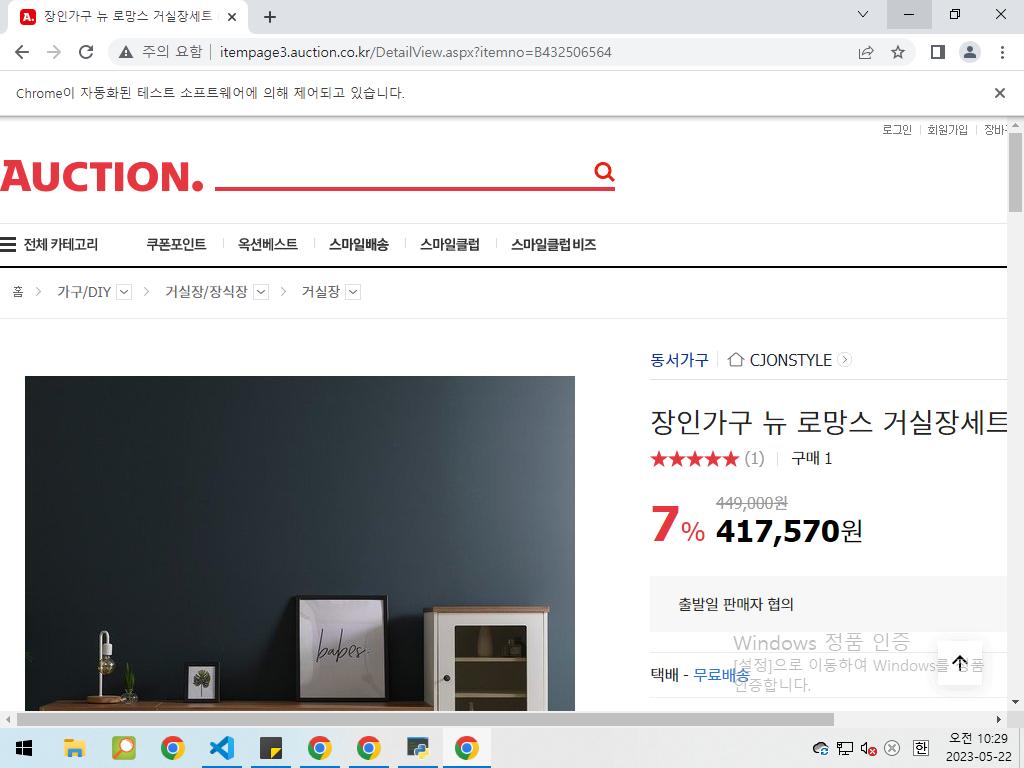 장인가구 뉴 로망스 거실장세트
주의 요함
itempage3.auction.co.kr/DetailView.aspx?itemno=B432506564
Chrome이 자동화된 테스트 소프트웨어에 의해 제어되고 있습니다.
로그인 회원가입
AUCTION.
전체 카테고리 쿠폰포인트 옥션베스트 스마일배송 스마일클럽 스마일클럽 비즈
홈 가구/DIY 거실장/장식장 거실장
동서가구 CJONSTYLE
장인가구 뉴 로망스 거실장세트
(1) 구매 1
449,000원
7% 417,570원
출발일 판매자 협의
babes.
Windows 정품 인증
택배 - 무료배송
[설정]으로 이동하여 Windows를 정품
인증합니다.
한
오전 10:29
2023-05-22